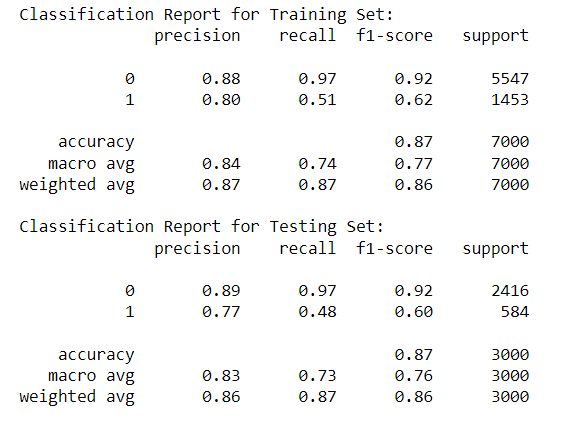 Classification Report for Training Set:
precision recall f1-score support
0 0.88 0.97 0.92 5547
1 0.80 0.51 0.62 1453
accuracy 0.87 7000
macro avg 0.84 0.74 0.77 7000
weighted avg 0.87 0.87 0.86 7000
Classification Report for Testing Set:
precision recall f1-score support
0 0.89 0.97 0.92 2416
1 0.77 0.48 0.60 584
accuracy 0.87 3000
macro avg 0.83 0.73 0.76 3000
weighted avg 0.86 0.87 0.86 3000